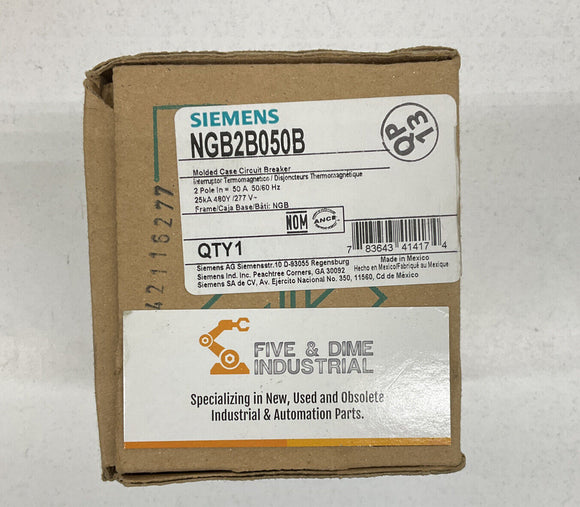 SIEMENS
NGB2B050B
QP
13
Molded Case Circuit Breaker
Interruptor Termomagnetico / Disjoncteurs Thermomagnétique
2 Pole In = 50 A 50/60 Hz
25kA 480Y /277 V~
Frame/Caja Base/Bâti: NGB
NOM
ANCE
QTY1
7 83643 41417 4
Siemens AG Siemensstr.10 D-93055 Regensburg
Siemens Ind. Inc. Peachtree Corners, GA 30092
Siemens SA de CV, Av. Ejército Nacional No. 350, 11560, Cd de México
Made in Mexico
Hecho en Mexico/Fabriqué au Mexique
42116277
FIVE & DIME
INDUSTRIAL
Specializing in New, Used and Obsolete
Industrial & Automation Parts.